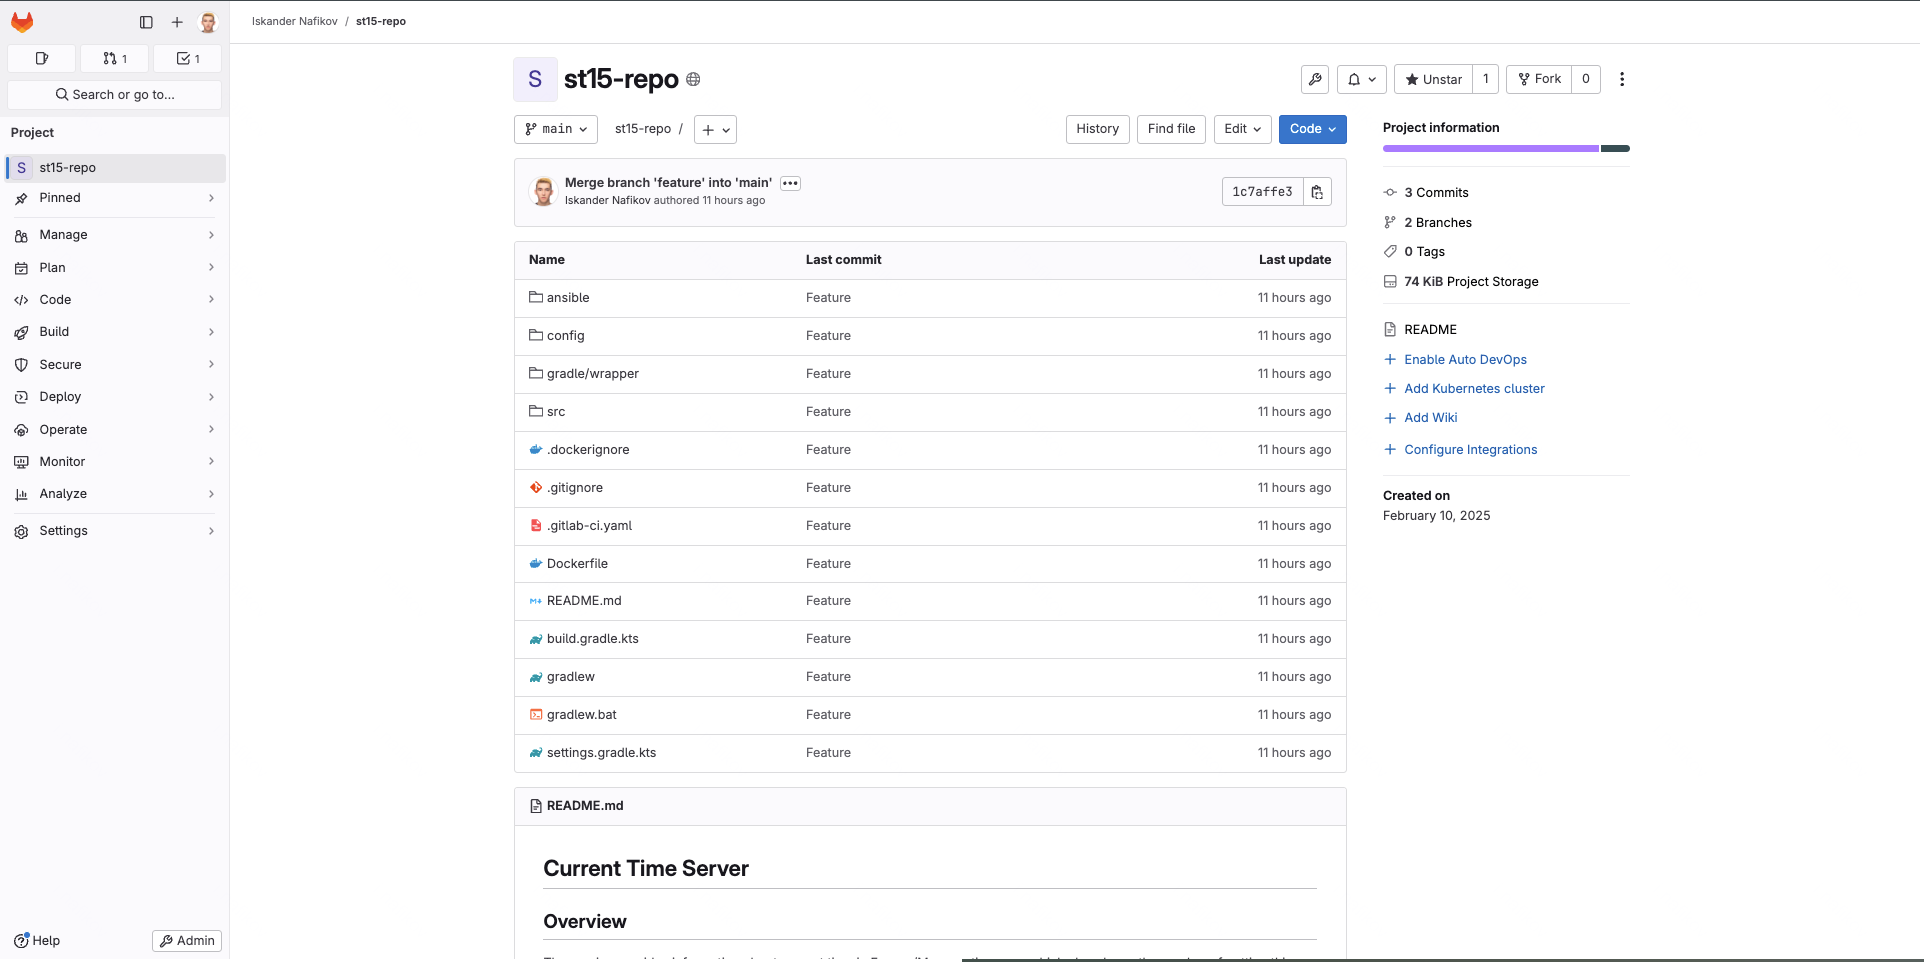 Iskander Nafikov / st15-repo
1
1
Search or go to...
Project
S st15-repo
Pinned
Manage
Plan
Code
Build
Secure
Deploy
Operate
Monitor
Analyze
Settings
Help
Admin
S st15-repo
Unstar 1
Fork 0
main
st15-repo /
History
Find file
Edit
Code
Merge branch 'feature' into 'main'
Iskander Nafikov authored 11 hours ago
1c7affe3
Name Last commit Last update
ansible Feature 11 hours ago
config Feature 11 hours ago
gradle/wrapper Feature 11 hours ago
src Feature 11 hours ago
.dockerignore Feature 11 hours ago
.gitignore Feature 11 hours ago
.gitlab-ci.yaml Feature 11 hours ago
Dockerfile Feature 11 hours ago
README.md Feature 11 hours ago
build.gradle.kts Feature 11 hours ago
gradlew Feature 11 hours ago
gradlew.bat Feature 11 hours ago
settings.gradle.kts Feature 11 hours ago
README.md
Current Time Server
Overview
Project information
3 Commits
2 Branches
0 Tags
74 KiB Project Storage
README
Enable Auto DevOps
Add Kubernetes cluster
Add Wiki
Configure Integrations
Created on
February 10, 2025